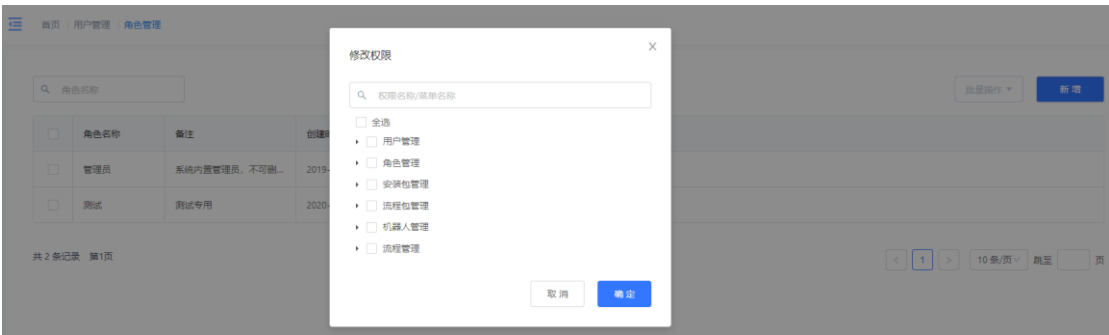 首页 用户管理 角色管理
修改权限 X
角色名称
权限名称/菜单名称
批量操作
新增
全选
角色名称 备注 创建时
用户管理
角色管理
管理员 系统内置管理员，不可删... 2019-
安装包管理
测试 测试专用 2020-
流程包管理
机器人管理
流程管理
共 2 条记录 第1页
< 1 > 10 条/页 跳至 页
取消 确定